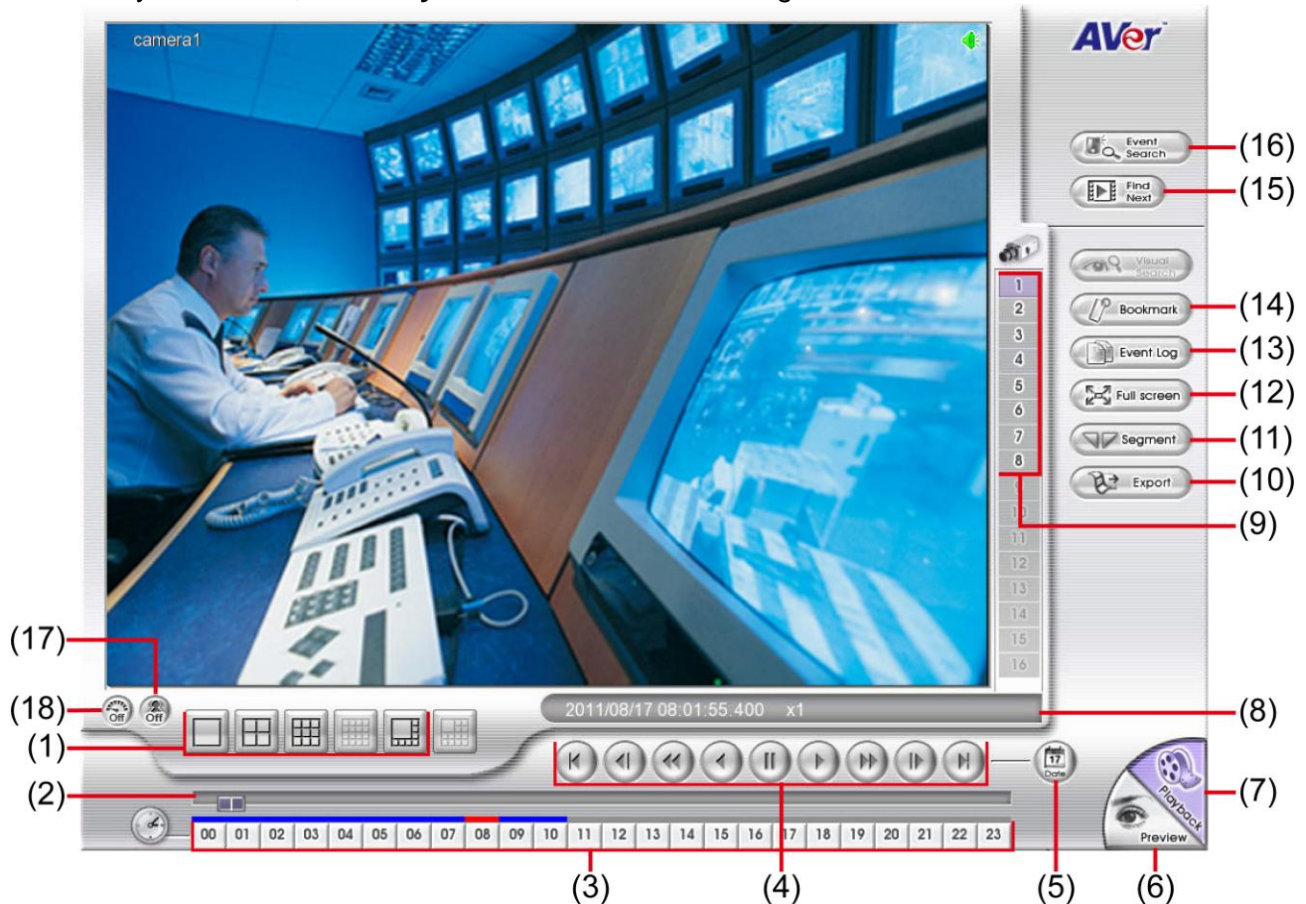 camera1
AVer™
Event Search
(16)
Find Next
(15)
Visual Search
1
2
3
4
5
6
7
8
10
11
12
13
14
15
16
Bookmark
(14)
Event Log
(13)
Full screen
(12)
Segment
(11)
Export
(10)
(9)
(17)
(18)
Off
Off
(1)
2011/08/17 08:01:55.400 x1
(8)
17
Date
(2)
Playback
(7)
Preview
00 01 02 03 04 05 06 07 08 09 10 11 12 13 14 15 16 17 18 19 20 21 22 23
(3)
(4)
(5)
(6)